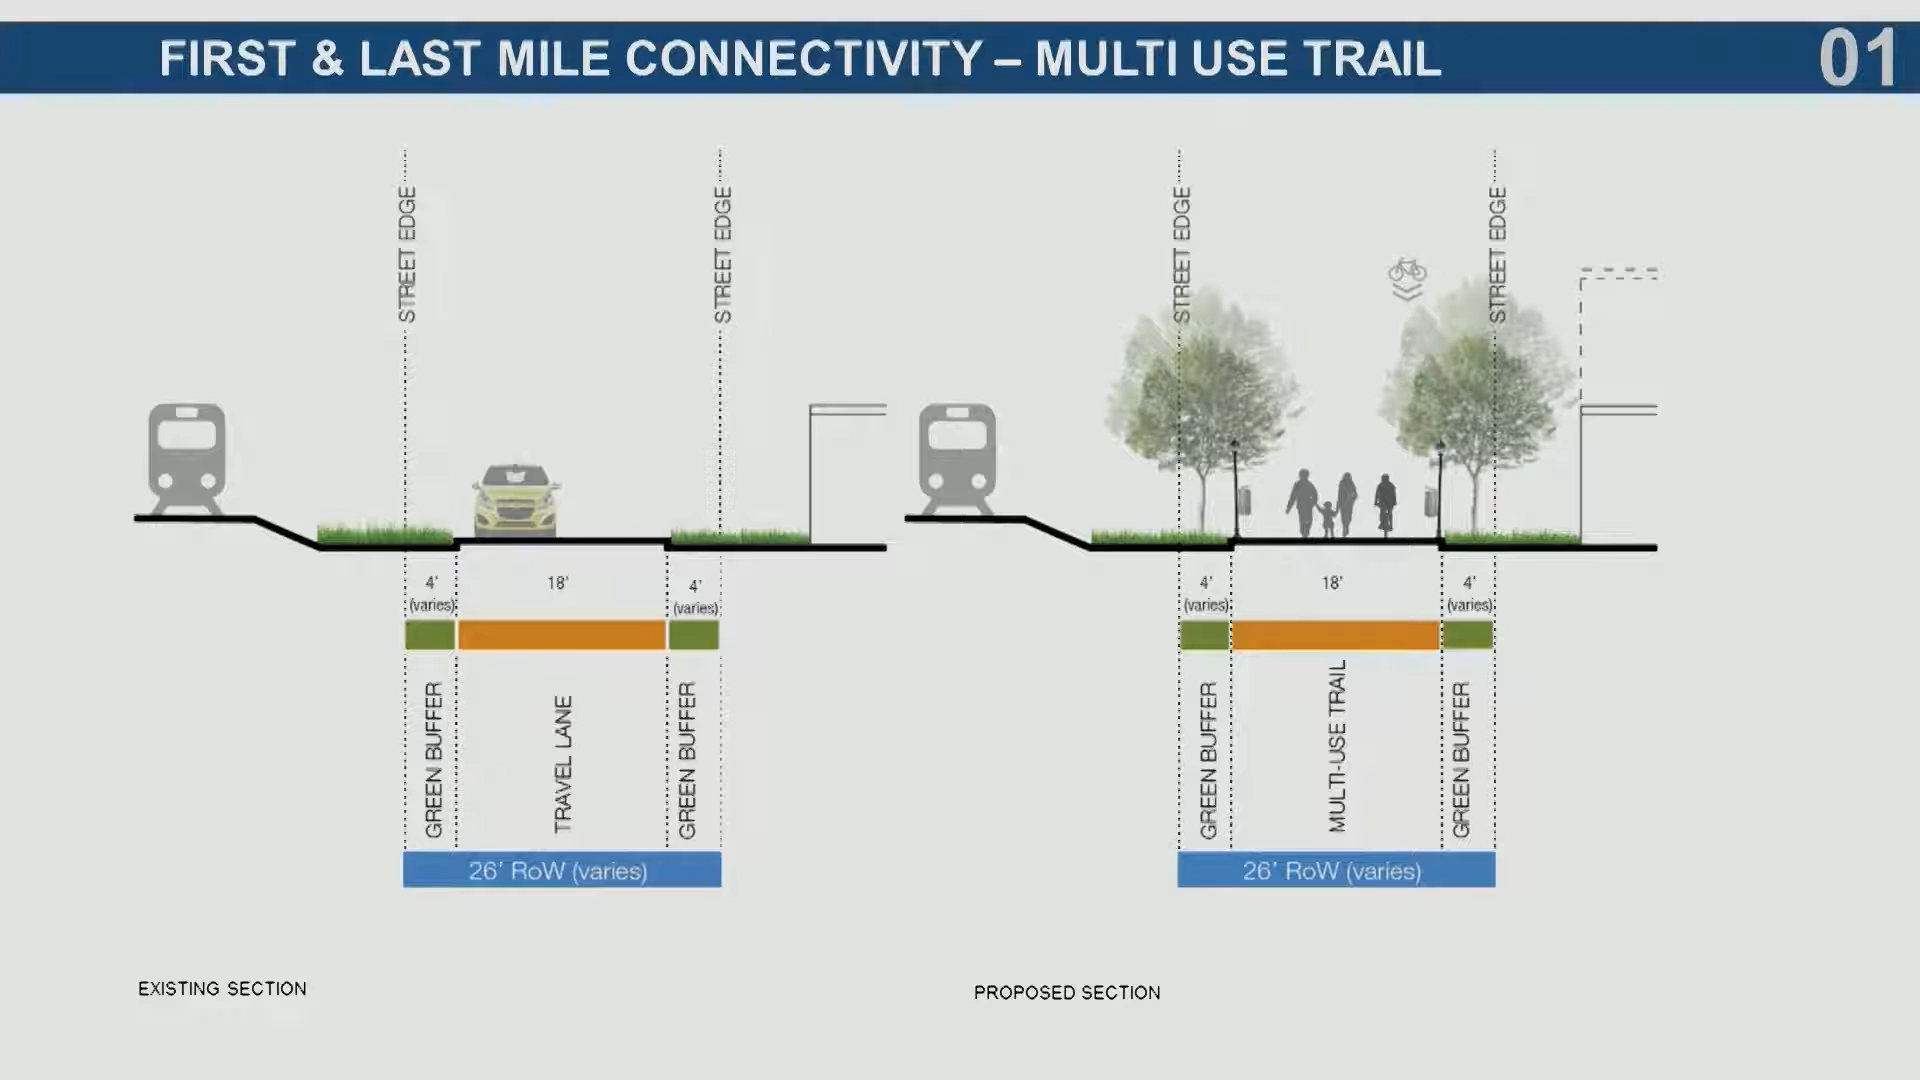 FIRST & LAST MILE CONNECTIVITY – MULTI USE TRAIL
01
STREET EDGE
STREET EDGE
4'
(varies)
18'
4'
(varies)
GREEN BUFFER
TRAVEL LANE
GREEN BUFFER
26' RoW (varies)
EXISTING SECTION
STREET EDGE
STREET EDGE
4'
(varies)
18'
4'
(varies)
GREEN BUFFER
MULTI-USE TRAIL
GREEN BUFFER
26' RoW (varies)
PROPOSED SECTION